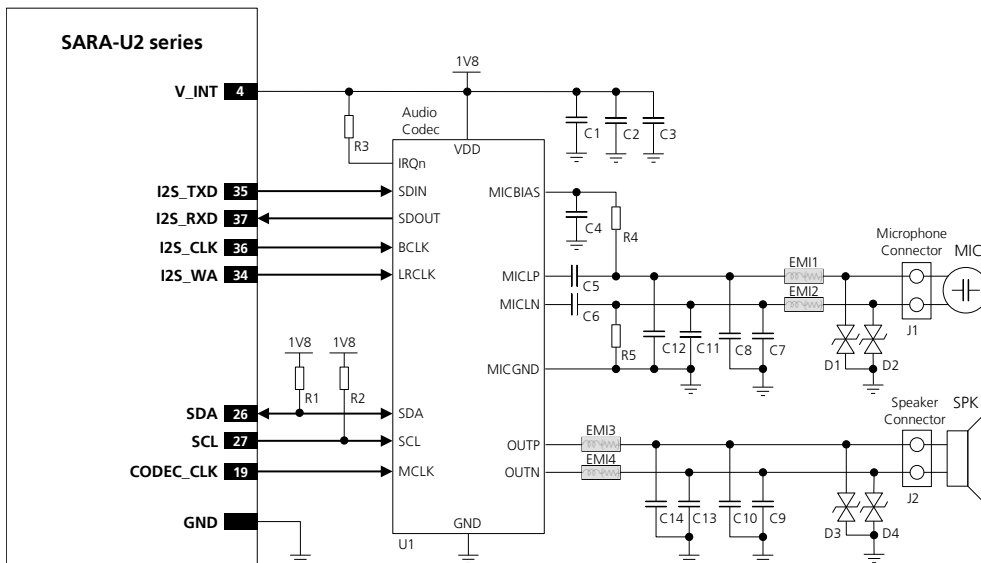 SARA-U2 series
1V8
V_INT 4
Audio
Codec
VDD
C1 C2 C3
R3
IRQn
I2S_TXD 35 SDIN MICBIAS
I2S_RXD 37 SDOUT
C4 R4
I2S_CLK 36 BCLK
Microphone
Connector MIC
I2S_WA 34 LRCLK MICLP
C5 EMI1
MICLN EMI2
C6
J1
R5 C12 C11 C8 C7
MICGND D1 D2
1V8 1V8
R1 R2
Speaker
Connector SPK
SDA 26 SDA
EMI3
SCL 27 SCL OUTP
EMI4
CODEC_CLK 19 MCLK OUTN
J2
C14 C13 C10 C9
GND GND D3 D4
U1